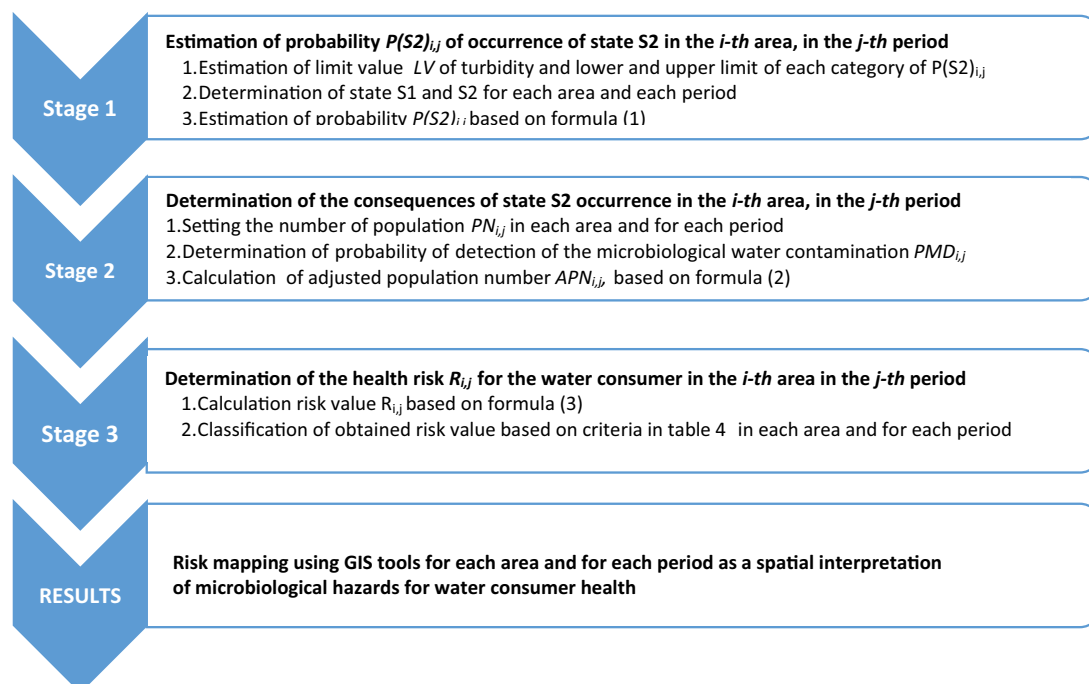 Stage 1
Estimation of probability P(S2)i,j of occurrence of state S2 in the i-th area, in the j-th period
1.Estimation of limit value LV of turbidity and lower and upper limit of each category of P(S2)i,j
2.Determination of state S1 and S2 for each area and each period
3.Estimation of probability P(S2)i,j based on formula (1)
Stage 2
Determination of the consequences of state S2 occurrence in the i-th area, in the j-th period
1.Setting the number of population PNi,j in each area and for each period
2.Determination of probability of detection of the microbiological water contamination PMDi,j
3.Calculation of adjusted population number APNi,j, based on formula (2)
Stage 3
Determination of the health risk Ri,j for the water consumer in the i-th area in the j-th period
1.Calculation risk value Ri,j based on formula (3)
2.Classification of obtained risk value based on criteria in table 4 in each area and for each period
RESULTS
Risk mapping using GIS tools for each area and for each period as a spatial interpretation
of microbiological hazards for water consumer health